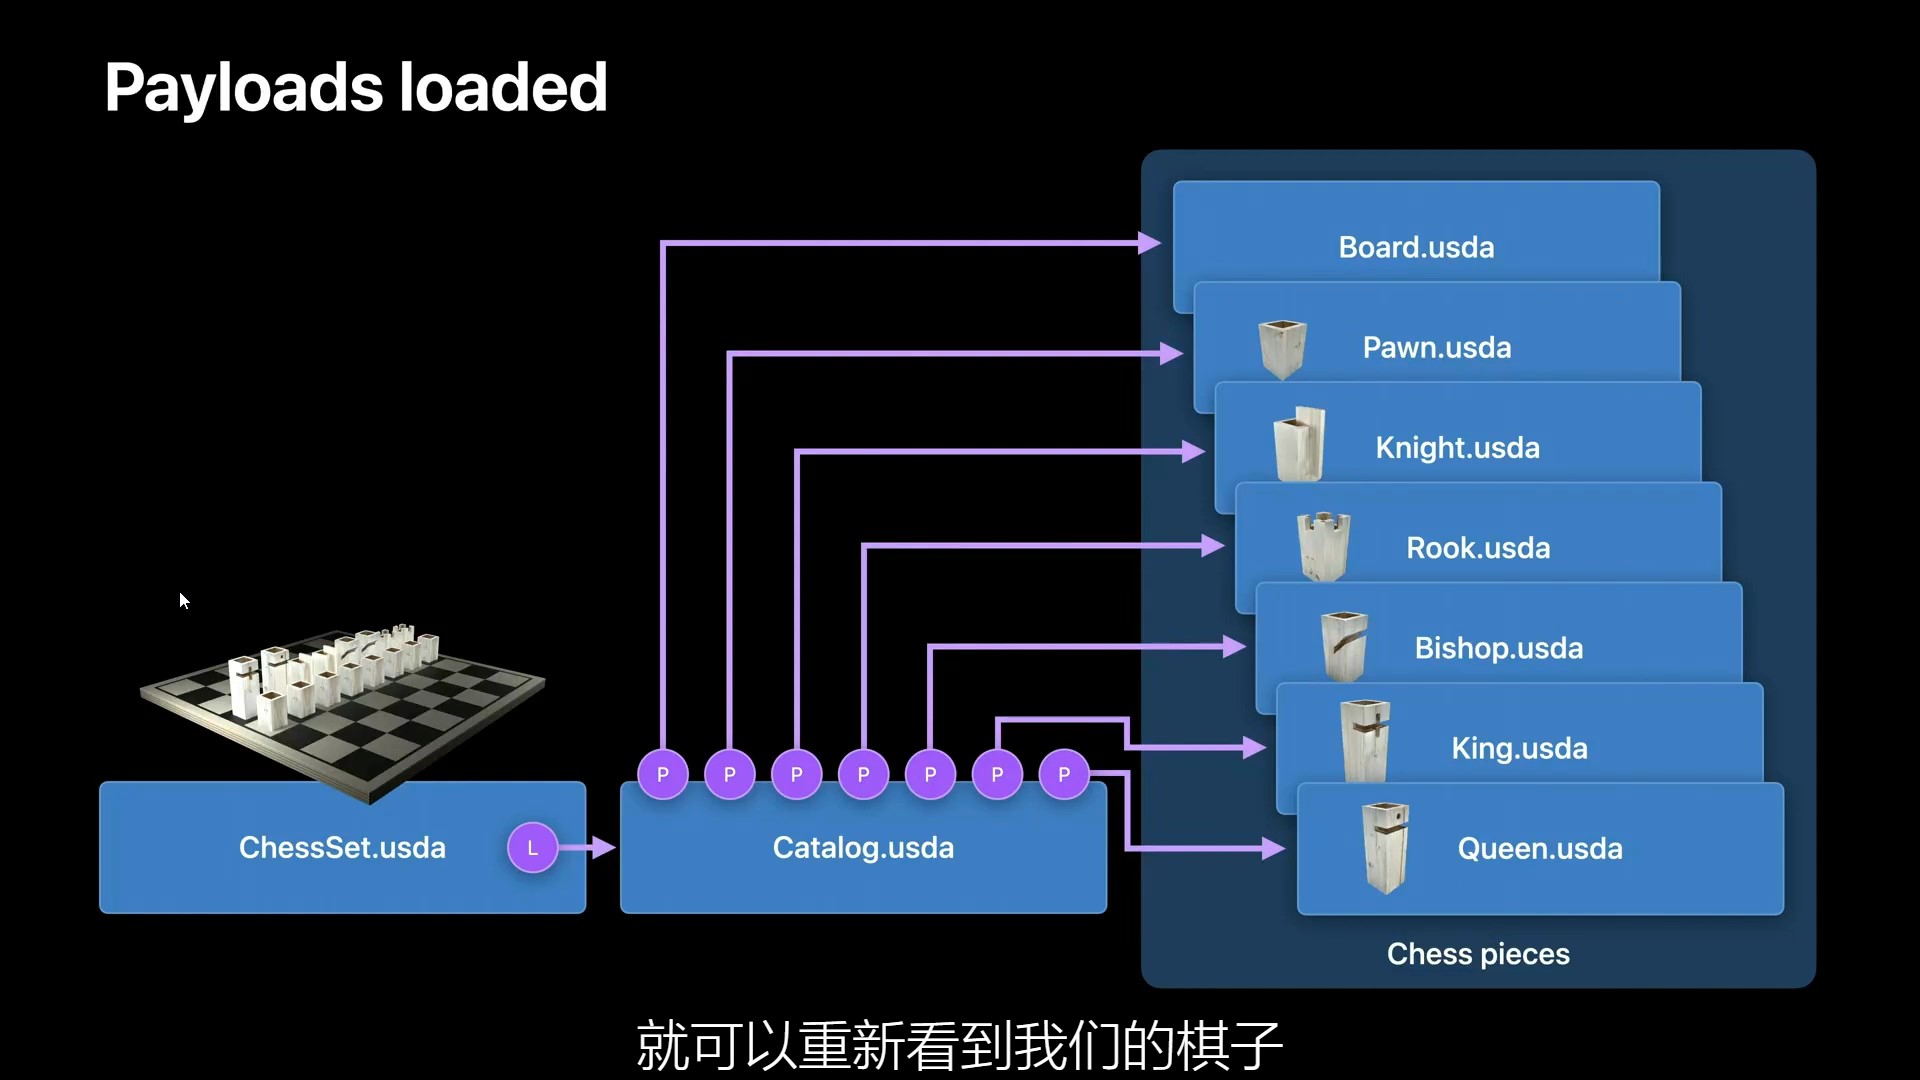 Payloads loaded
Board.usda
Pawn.usda
Knight.usda
Rook.usda
Bishop.usda
King.usda
P P P P P P P
ChessSet.usda
L
Catalog.usda
Queen.usda
Chess pieces
就可以重新看到我们的棋子